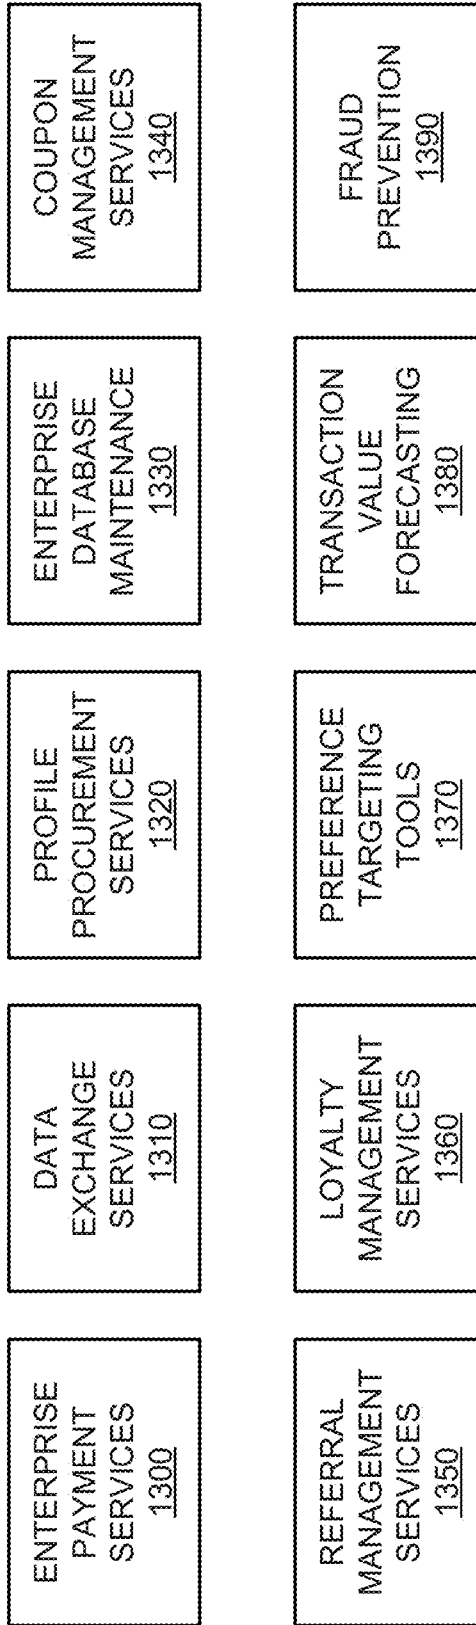 ENTERPRISE
PAYMENT
SERVICES
1300
DATA
EXCHANGE
SERVICES
1310
PROFILE
PROCUREMENT
SERVICES
1320
ENTERPRISE
DATABASE
MAINTENANCE
1330
COUPON
MANAGEMENT
SERVICES
1340
REFERRAL
MANAGEMENT
SERVICES
1350
LOYALTY
MANAGEMENT
SERVICES
1360
PREFERENCE
TARGETING
TOOLS
1370
TRANSACTION
VALUE
FORECASTING
1380
FRAUD
PREVENTION
1390